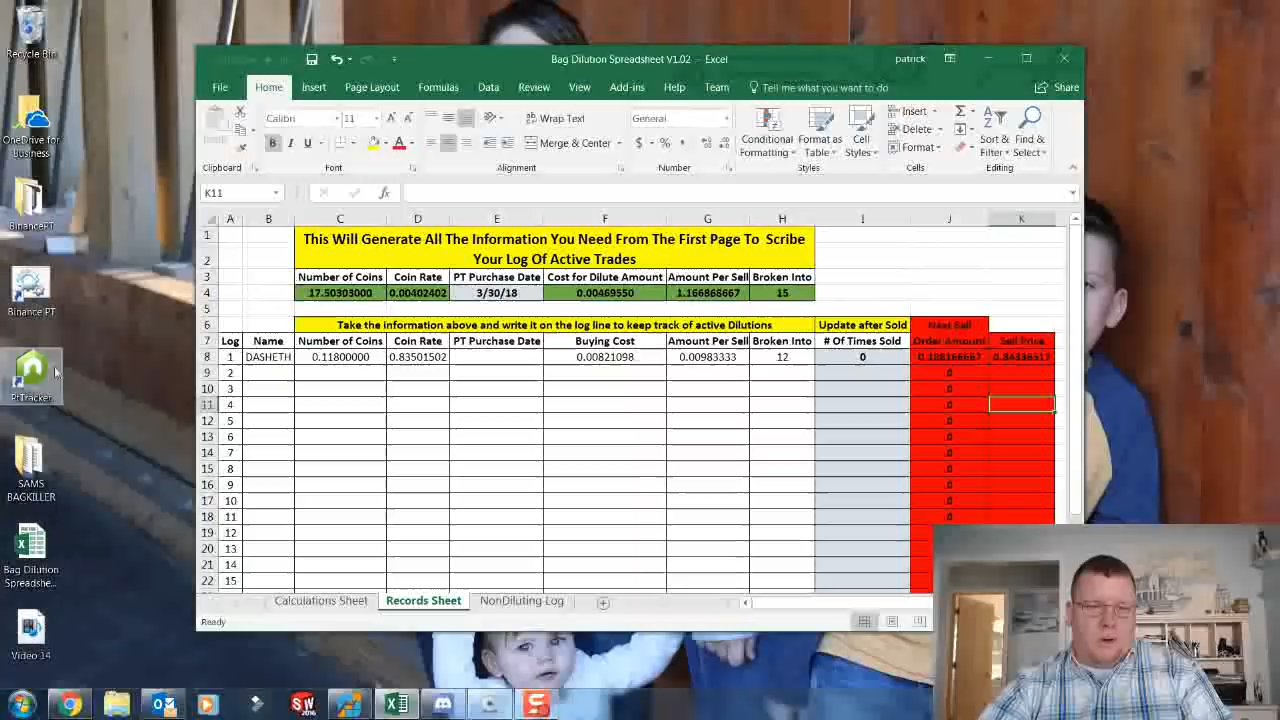 Recycle Bin
OneDrive for
Business
BinancePT
Binance PT
PtTracker
SAMS
BAGKILLER
Bag Dilution
Spreadshe...
Video 14
Bag Dilution Spreadsheet V1.02 - Excel
patrick
File Home Insert Page Layout Formulas Data Review View Add-ins Help Team Tell me what you want to do Share
Calibri 11 Wrap Text General Insert
B I U Merge & Center $ % Delete
Conditional Formatting Format as Table Cell Styles Format Sort & Filter Find & Select
Clipboard Font Alignment Number Styles Cells Editing
K11 fx
A B C D E F G H I J K
1 This Will Generate All The Information You Need From The First Page To Scribe
2 Your Log Of Active Trades
3 Number of Coins Coin Rate PT Purchase Date Cost for Dilute Amount Amount Per Sell Broken Into
4 17.50303000 0.00402402 3/30/18 0.00469550 1.166868667 15
5
6 Take the information above and write it on the log line to keep track of active Dilutions Update after Sold Next Sell
7 Log Name Number of Coins Coin Rate PT Purchase Date Buying Cost Amount Per Sell Broken Into # Of Times Sold Order Amount Sell Price
8 1 DASHETH 0.11800000 0.83501502 0.00821098 0.00983333 12 0 0.188166667
9 2 0
10 3 0
11 4 0
12 5 0
13 6 0
14 7 0
15 8 0
16 9 0
17 10 0
18 11 0
19 12
20 13
21 14
22 15
Calculations Sheet Records Sheet NonDiluting Log
Ready
SW
2016